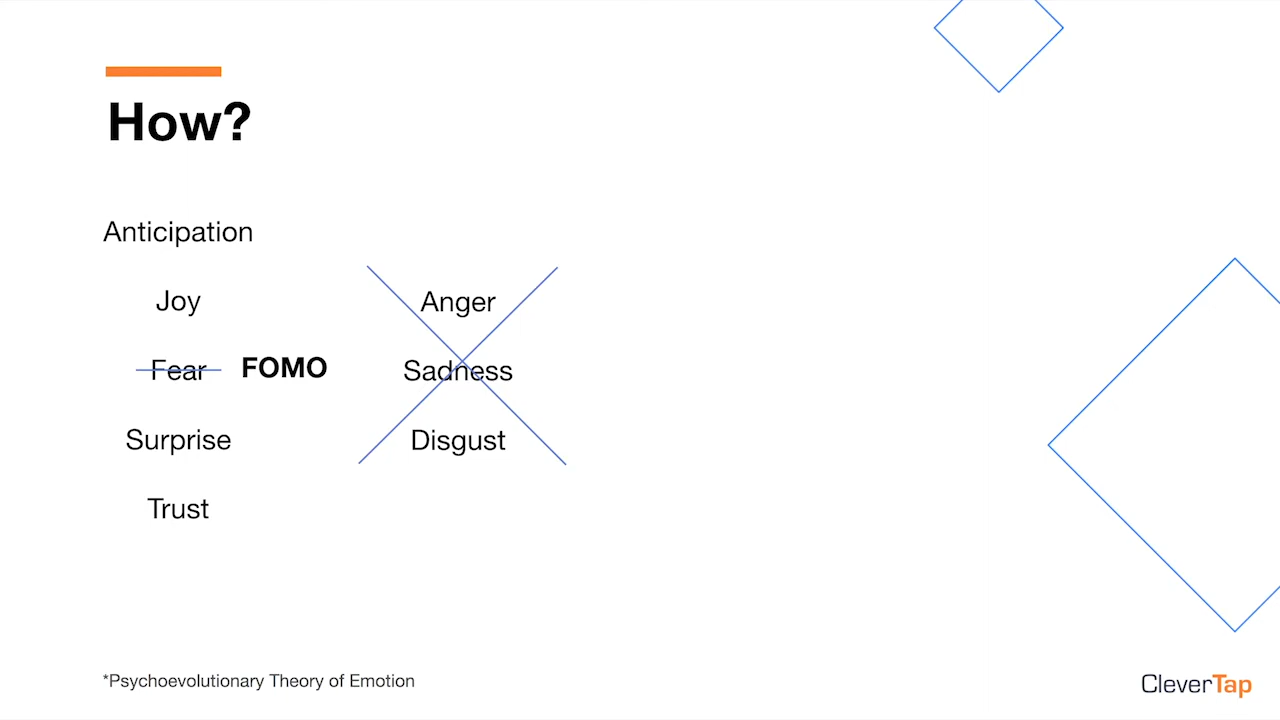 How?
Anticipation
Joy
Fear FOMO
Surprise
Trust
Anger
Sadness
Disgust
*Psychoevolutionary Theory of Emotion
CleverTap